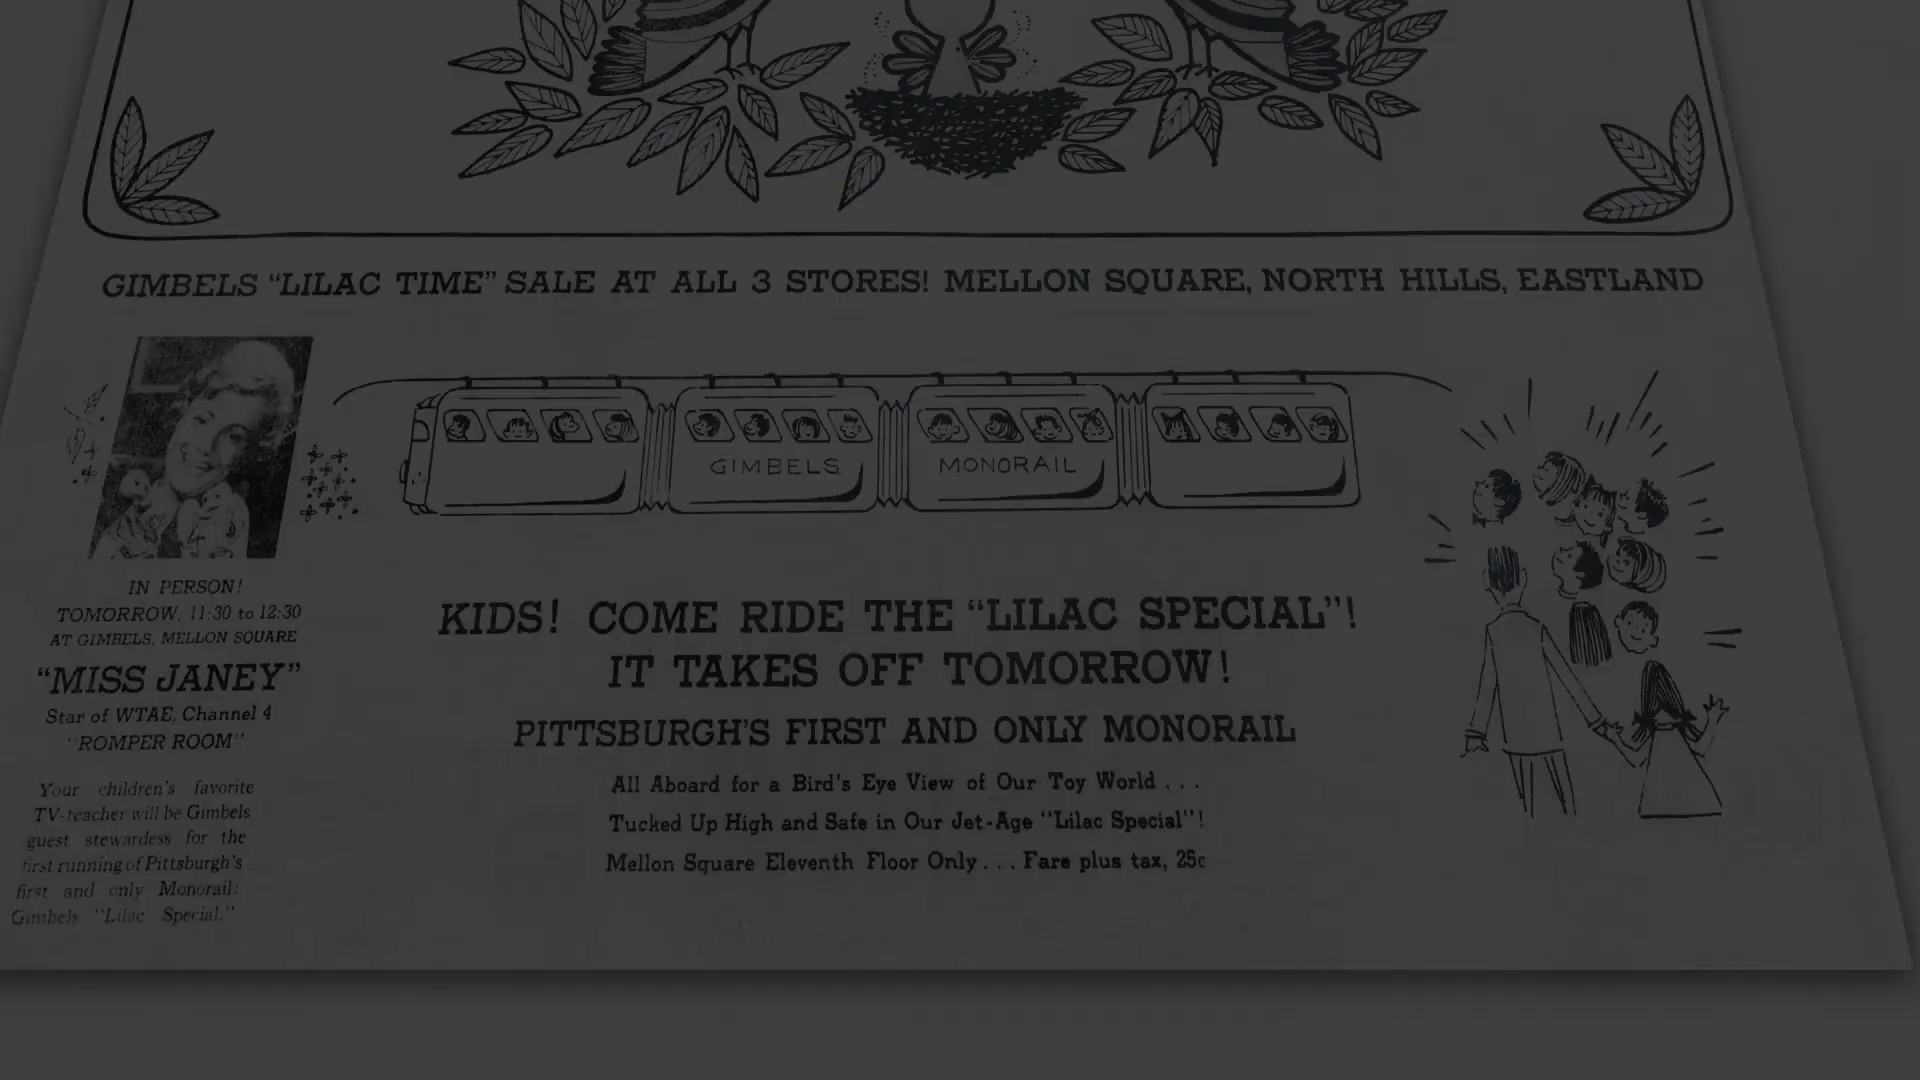 GIMBELS "LILAC TIME" SALE AT ALL 3 STORES! MELLON SQUARE, NORTH HILLS, EASTLAND
GIMBELS MONORAIL
IN PERSON!
TOMORROW, 11:30 to 12:30
AT GIMBELS, MELLON SQUARE
"MISS JANEY"
Star of WTAE, Channel 4
"ROMPER ROOM"
Your children's favorite
TV-teacher will be Gimbels
guest stewardess for the
first running of Pittsburgh's
first and only Monorail:
Gimbels "Lilac Special."
KIDS! COME RIDE THE "LILAC SPECIAL"!
IT TAKES OFF TOMORROW!
PITTSBURGH'S FIRST AND ONLY MONORAIL
All Aboard for a Bird's Eye View of Our Toy World . . .
Tucked Up High and Safe in Our Jet-Age "Lilac Special"!
Mellon Square Eleventh Floor Only . . . Fare plus tax, 25c